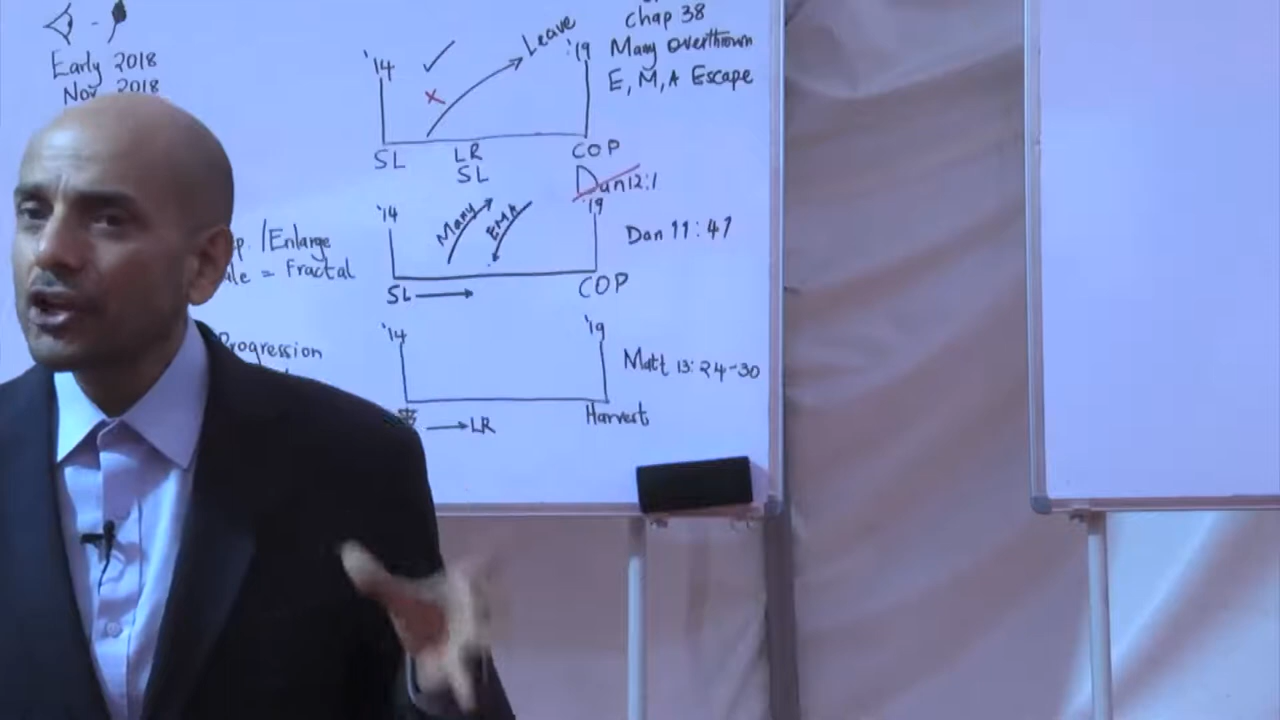 Early 2018
Nov 2018
chap 38
Many overthrown
E, M, A Escape
'14
✓
x
Leave
'19
SL
LR
SL
COP
Dan 12:1
/Enlarge
= Fractal
'14
Many
EMA
19
Dan 11:41
SL
COP
Progression
'14
'19
Matt 13:24-30
LR
Harvest